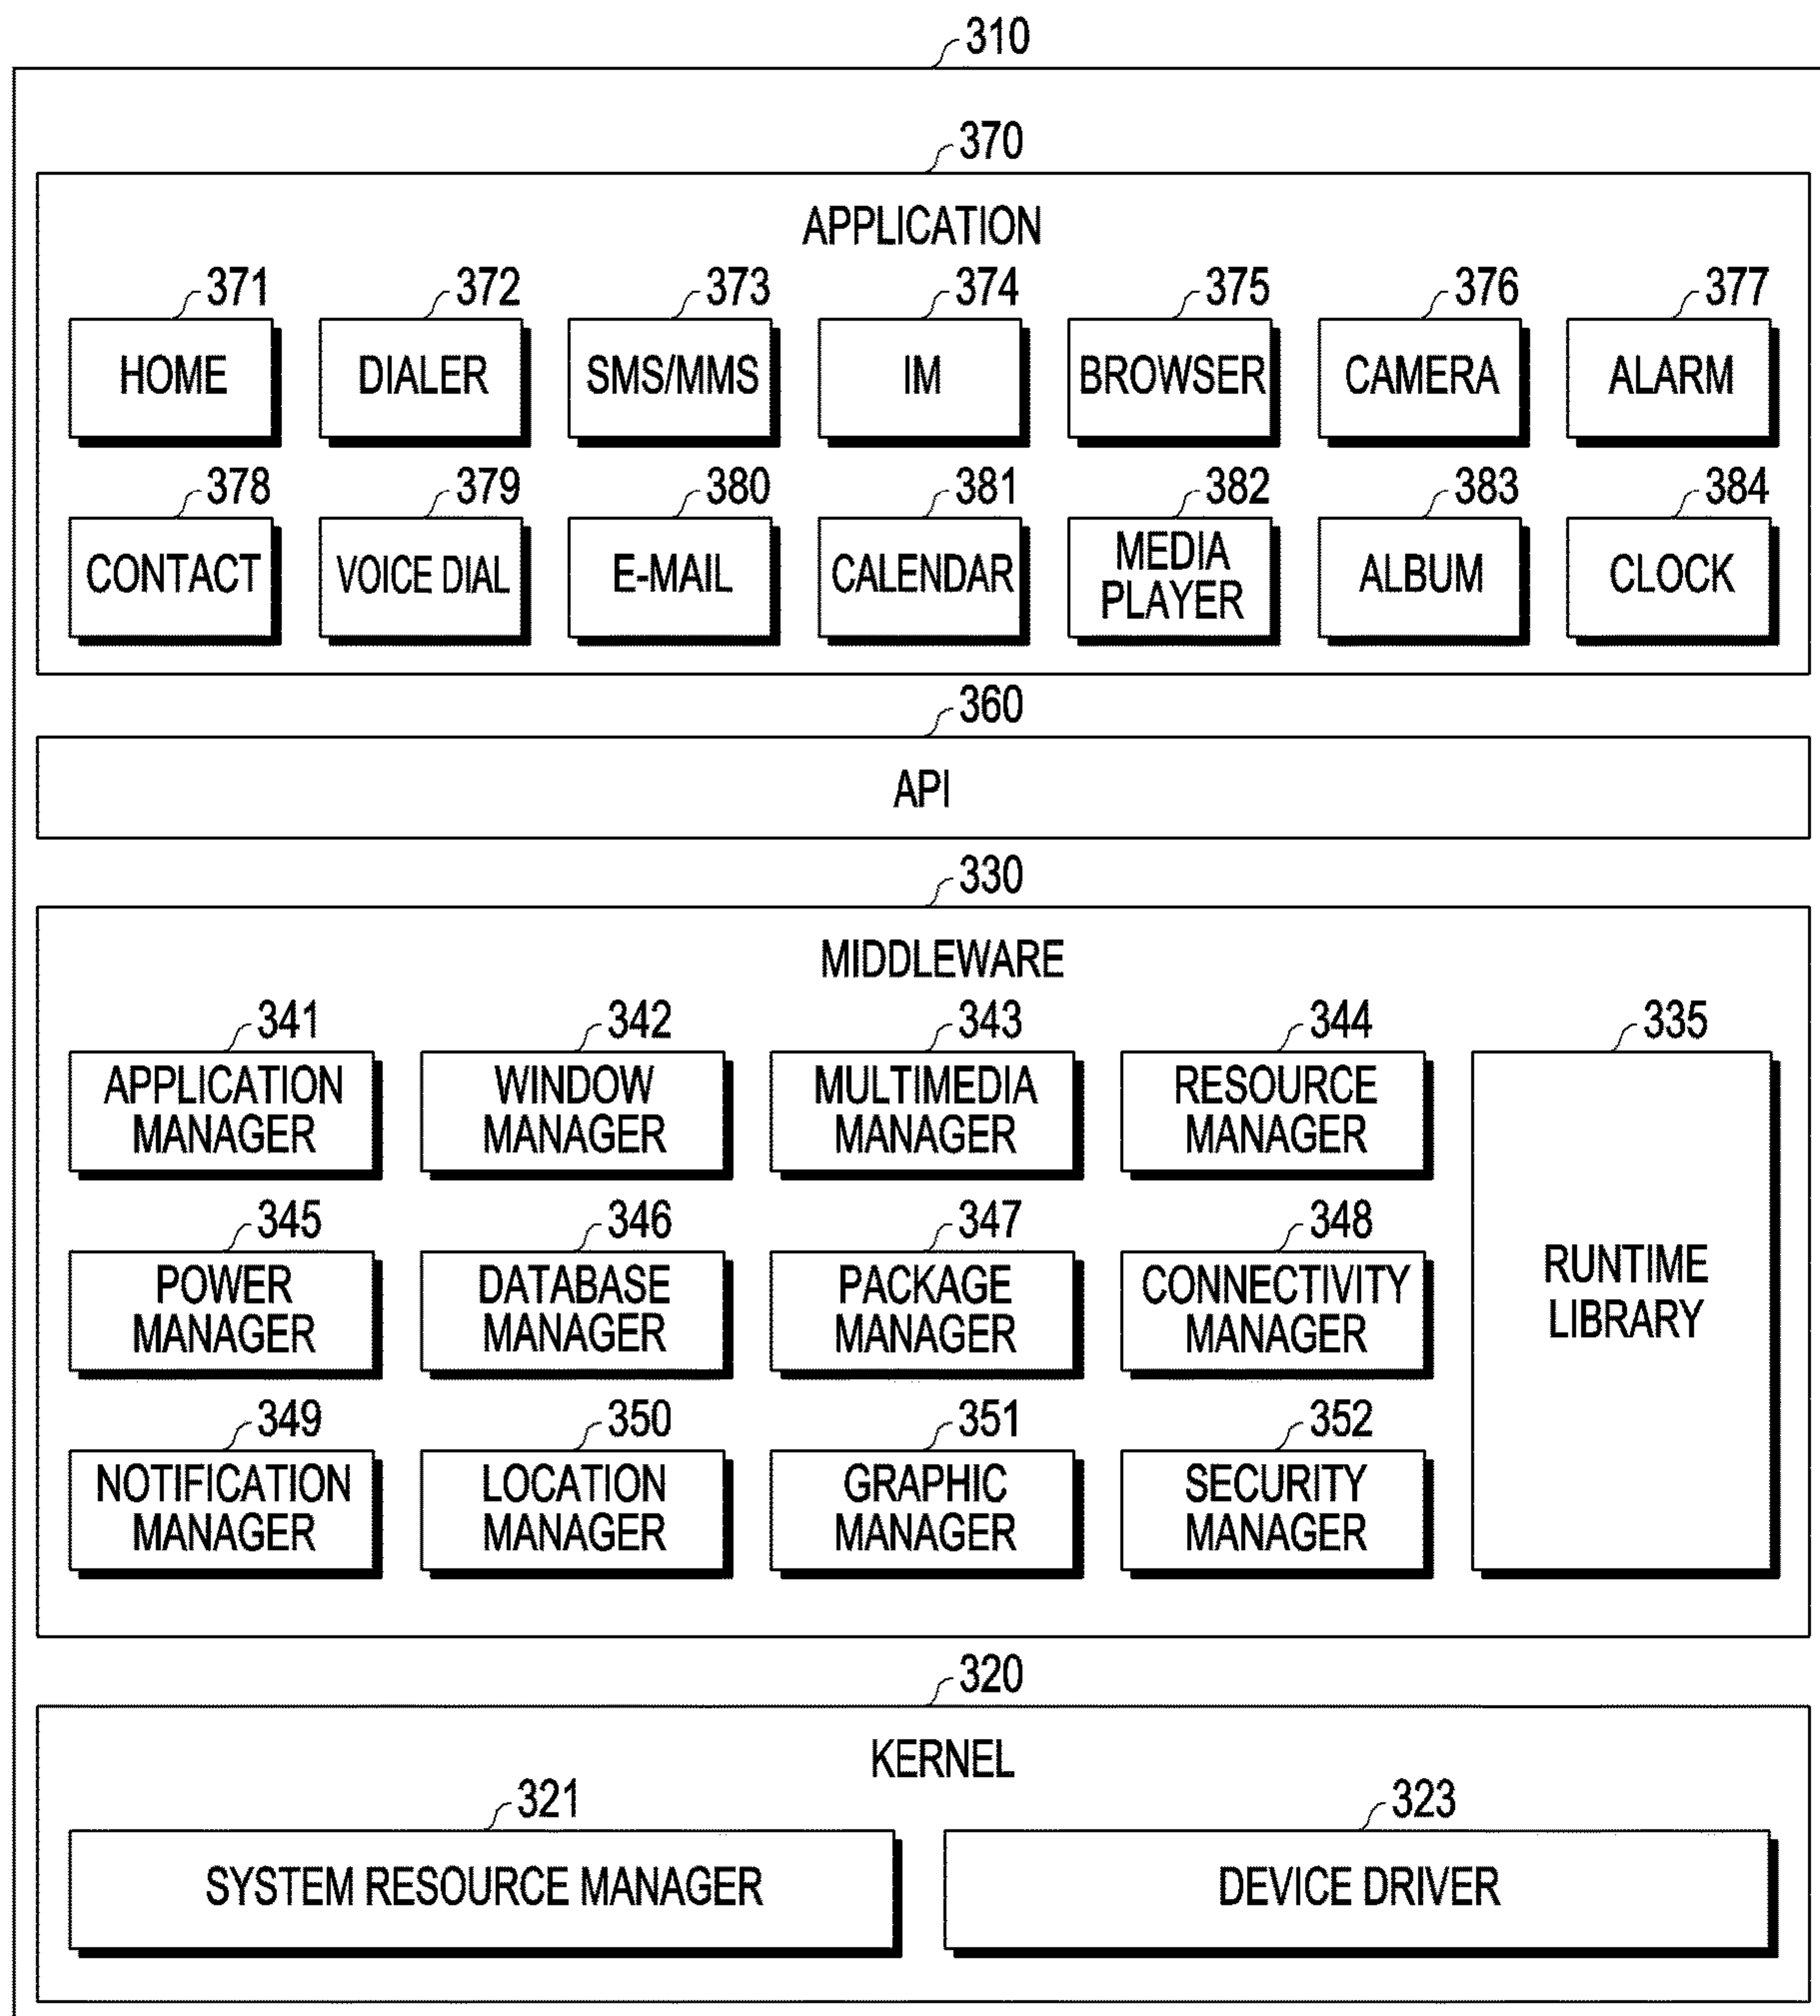 310
370
APPLICATION
371 372 373 374 375 376 377
HOME DIALER SMS/MMS IM BROWSER CAMERA ALARM
378 379 380 381 382 383 384
CONTACT VOICE DIAL E-MAIL CALENDAR MEDIA PLAYER ALBUM CLOCK
360
API
330
MIDDLEWARE
341 342 343 344 335
APPLICATION MANAGER WINDOW MANAGER MULTIMEDIA MANAGER RESOURCE MANAGER
345 346 347 348
POWER MANAGER DATABASE MANAGER PACKAGE MANAGER CONNECTIVITY MANAGER RUNTIME LIBRARY
349 350 351 352
NOTIFICATION MANAGER LOCATION MANAGER GRAPHIC MANAGER SECURITY MANAGER
320
KERNEL
321 323
SYSTEM RESOURCE MANAGER DEVICE DRIVER